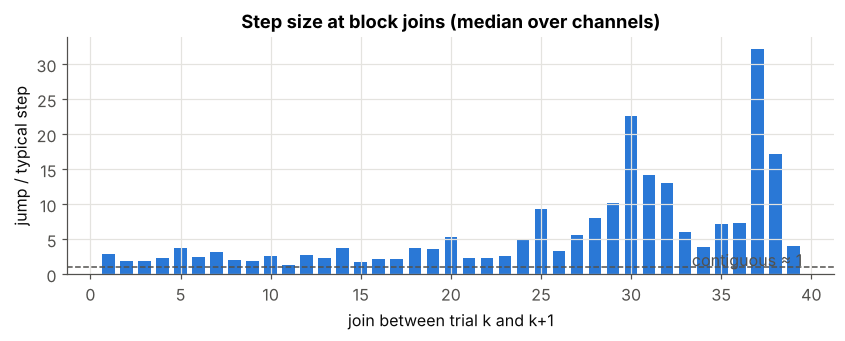 Step size at block joins (median over channels)
jump / typical step
30
25
20
15
10
5
0
contiguous ≈ 1
0 5 10 15 20 25 30 35 40
join between trial k and k+1